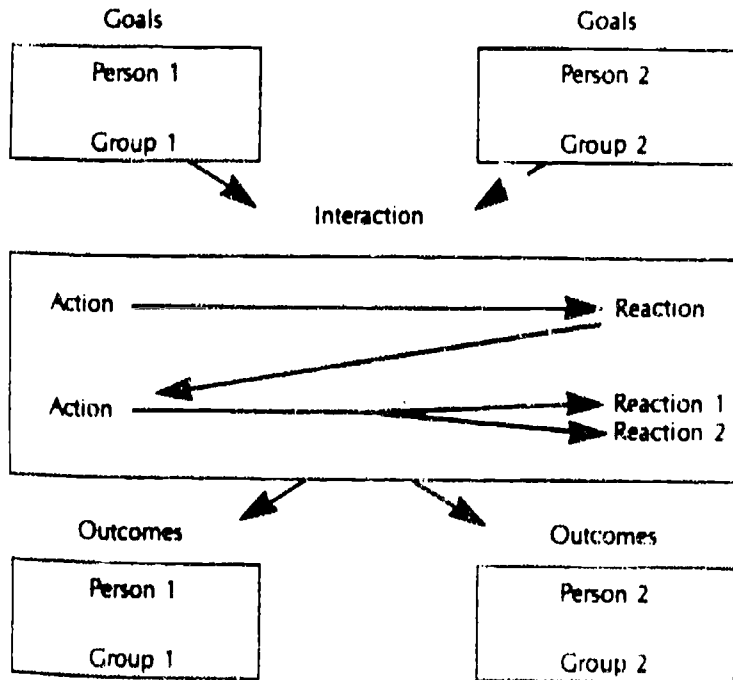 Goals Goals
Person 1 Person 2
Group 1 Group 2
Interaction
Action Reaction
Action Reaction 1
Reaction 2
Outcomes Outcomes
Person 1 Person 2
Group 1 Group 2